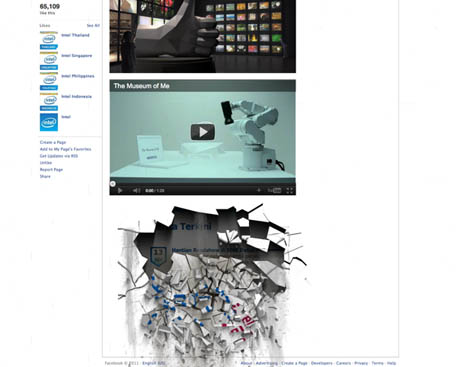 65,109
like this
Likes
See All
Intel Thailand
Intel Singapore
Intel Philippines
Intel Indonesia
Intel
Create a Page
Add to My Page's Favorites
Get Updates via RSS
Unlike
Report Page
Share
The Museum of Me
0:00 / 1:28
Facebook © 2011 · English (US)
About · Advertising · Create a Page · Developers · Careers · Privacy · Terms · Help